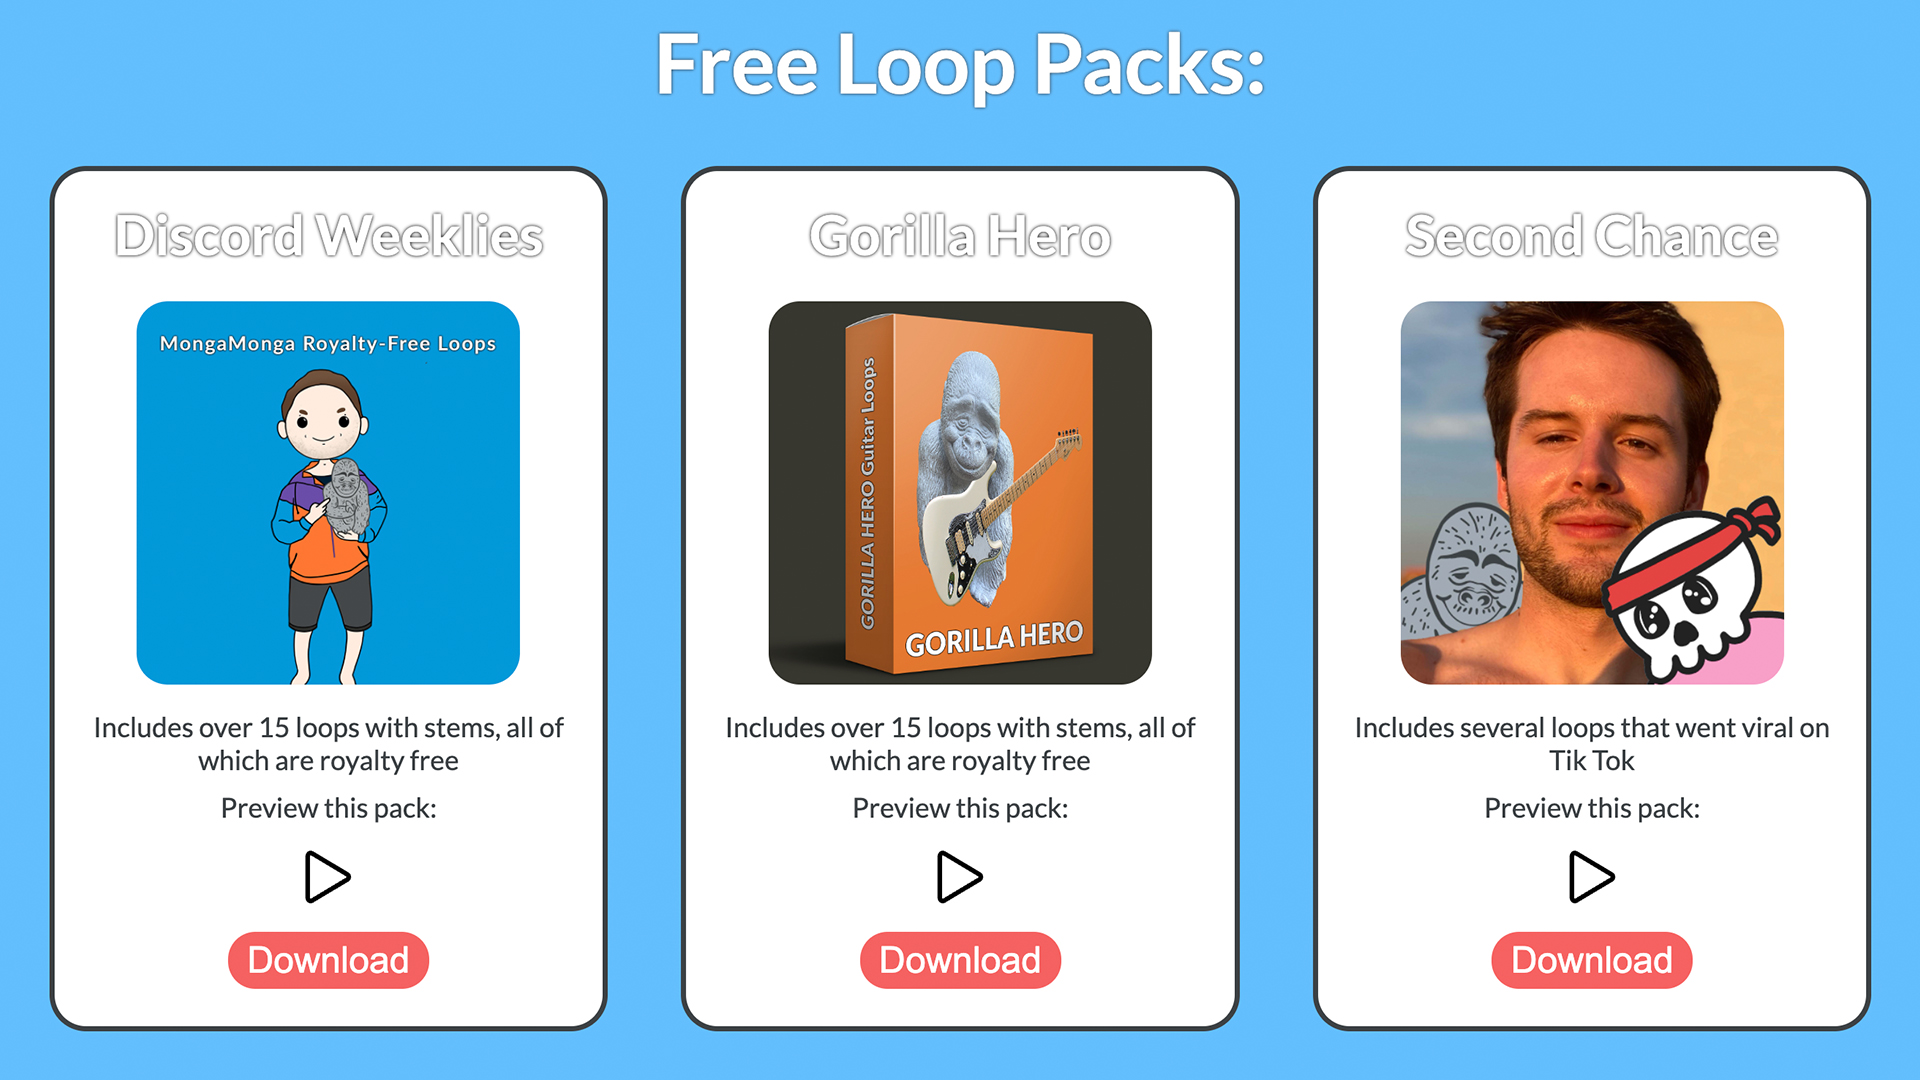 Free Loop Packs:
Discord Weeklies
MongaMonga Royalty-Free Loops
Includes over 15 loops with stems, all of
which are royalty free
Preview this pack:
Download
Gorilla Hero
GORILLA HERO Guitar Loops
GORILLA HERO
Includes over 15 loops with stems, all of
which are royalty free
Preview this pack:
Download
Second Chance
Includes several loops that went viral on
Tik Tok
Preview this pack:
Download